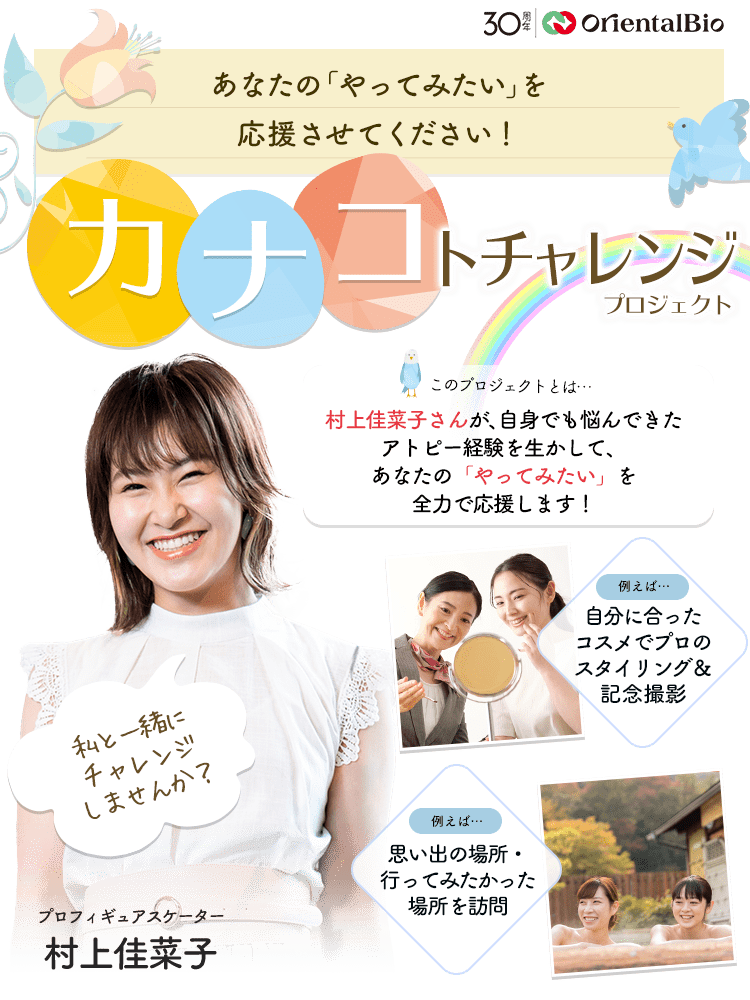 30周年 OrientalBio
あなたの「やってみたい」を
応援させてください！
カナコトチャレンジ
プロジェクト
このプロジェクトとは…
村上佳菜子さんが、自身でも悩んできた
アトピー経験を生かして、
あなたの「やってみたい」を
全力で応援します！
例えば…
自分に合った
コスメでプロの
スタイリング＆
記念撮影
私と一緒に
チャレンジ
しませんか？
例えば…
思い出の場所・
行ってみたかった
場所を訪問
プロフィギュアスケーター
村上佳菜子